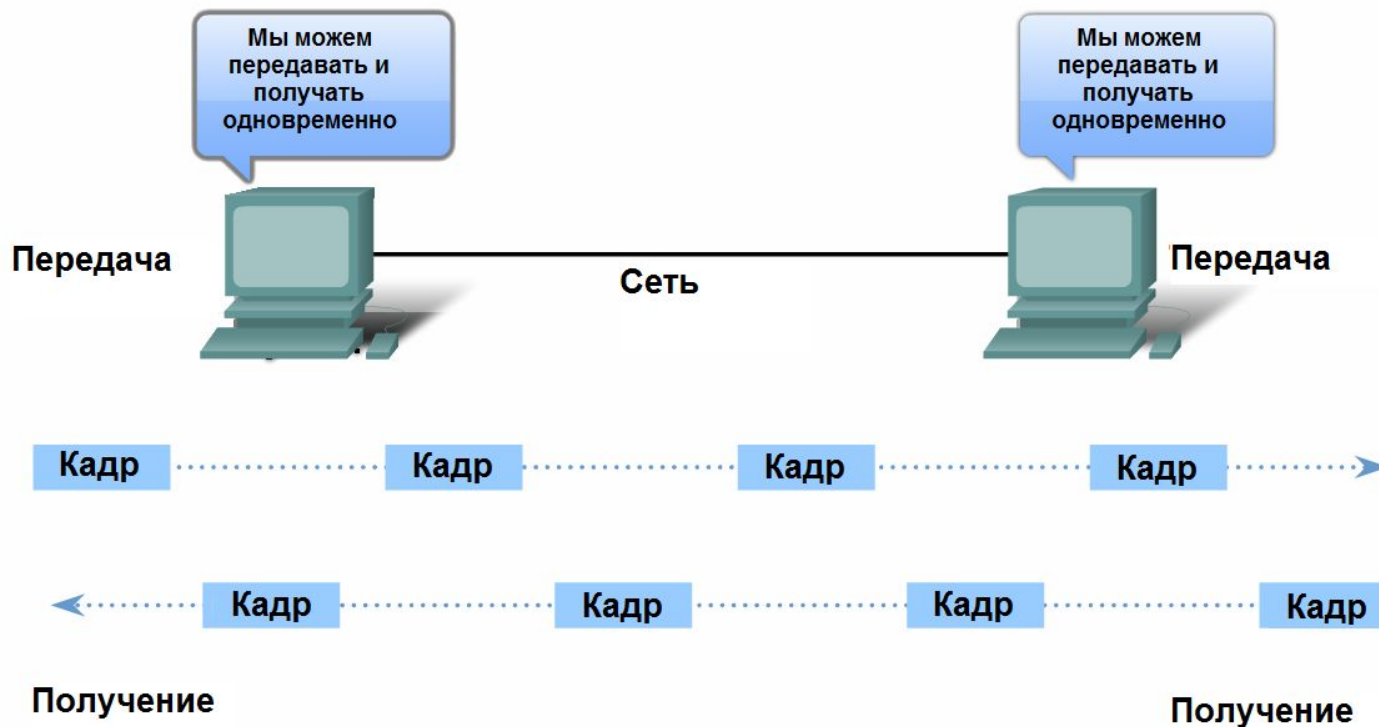 Мы можем
передавать и
получать
одновременно
Мы можем
передавать и
получать
одновременно
Передача
Сеть
Передача
Кадр Кадр Кадр Кадр
Кадр Кадр Кадр Кадр
Получение
Получение